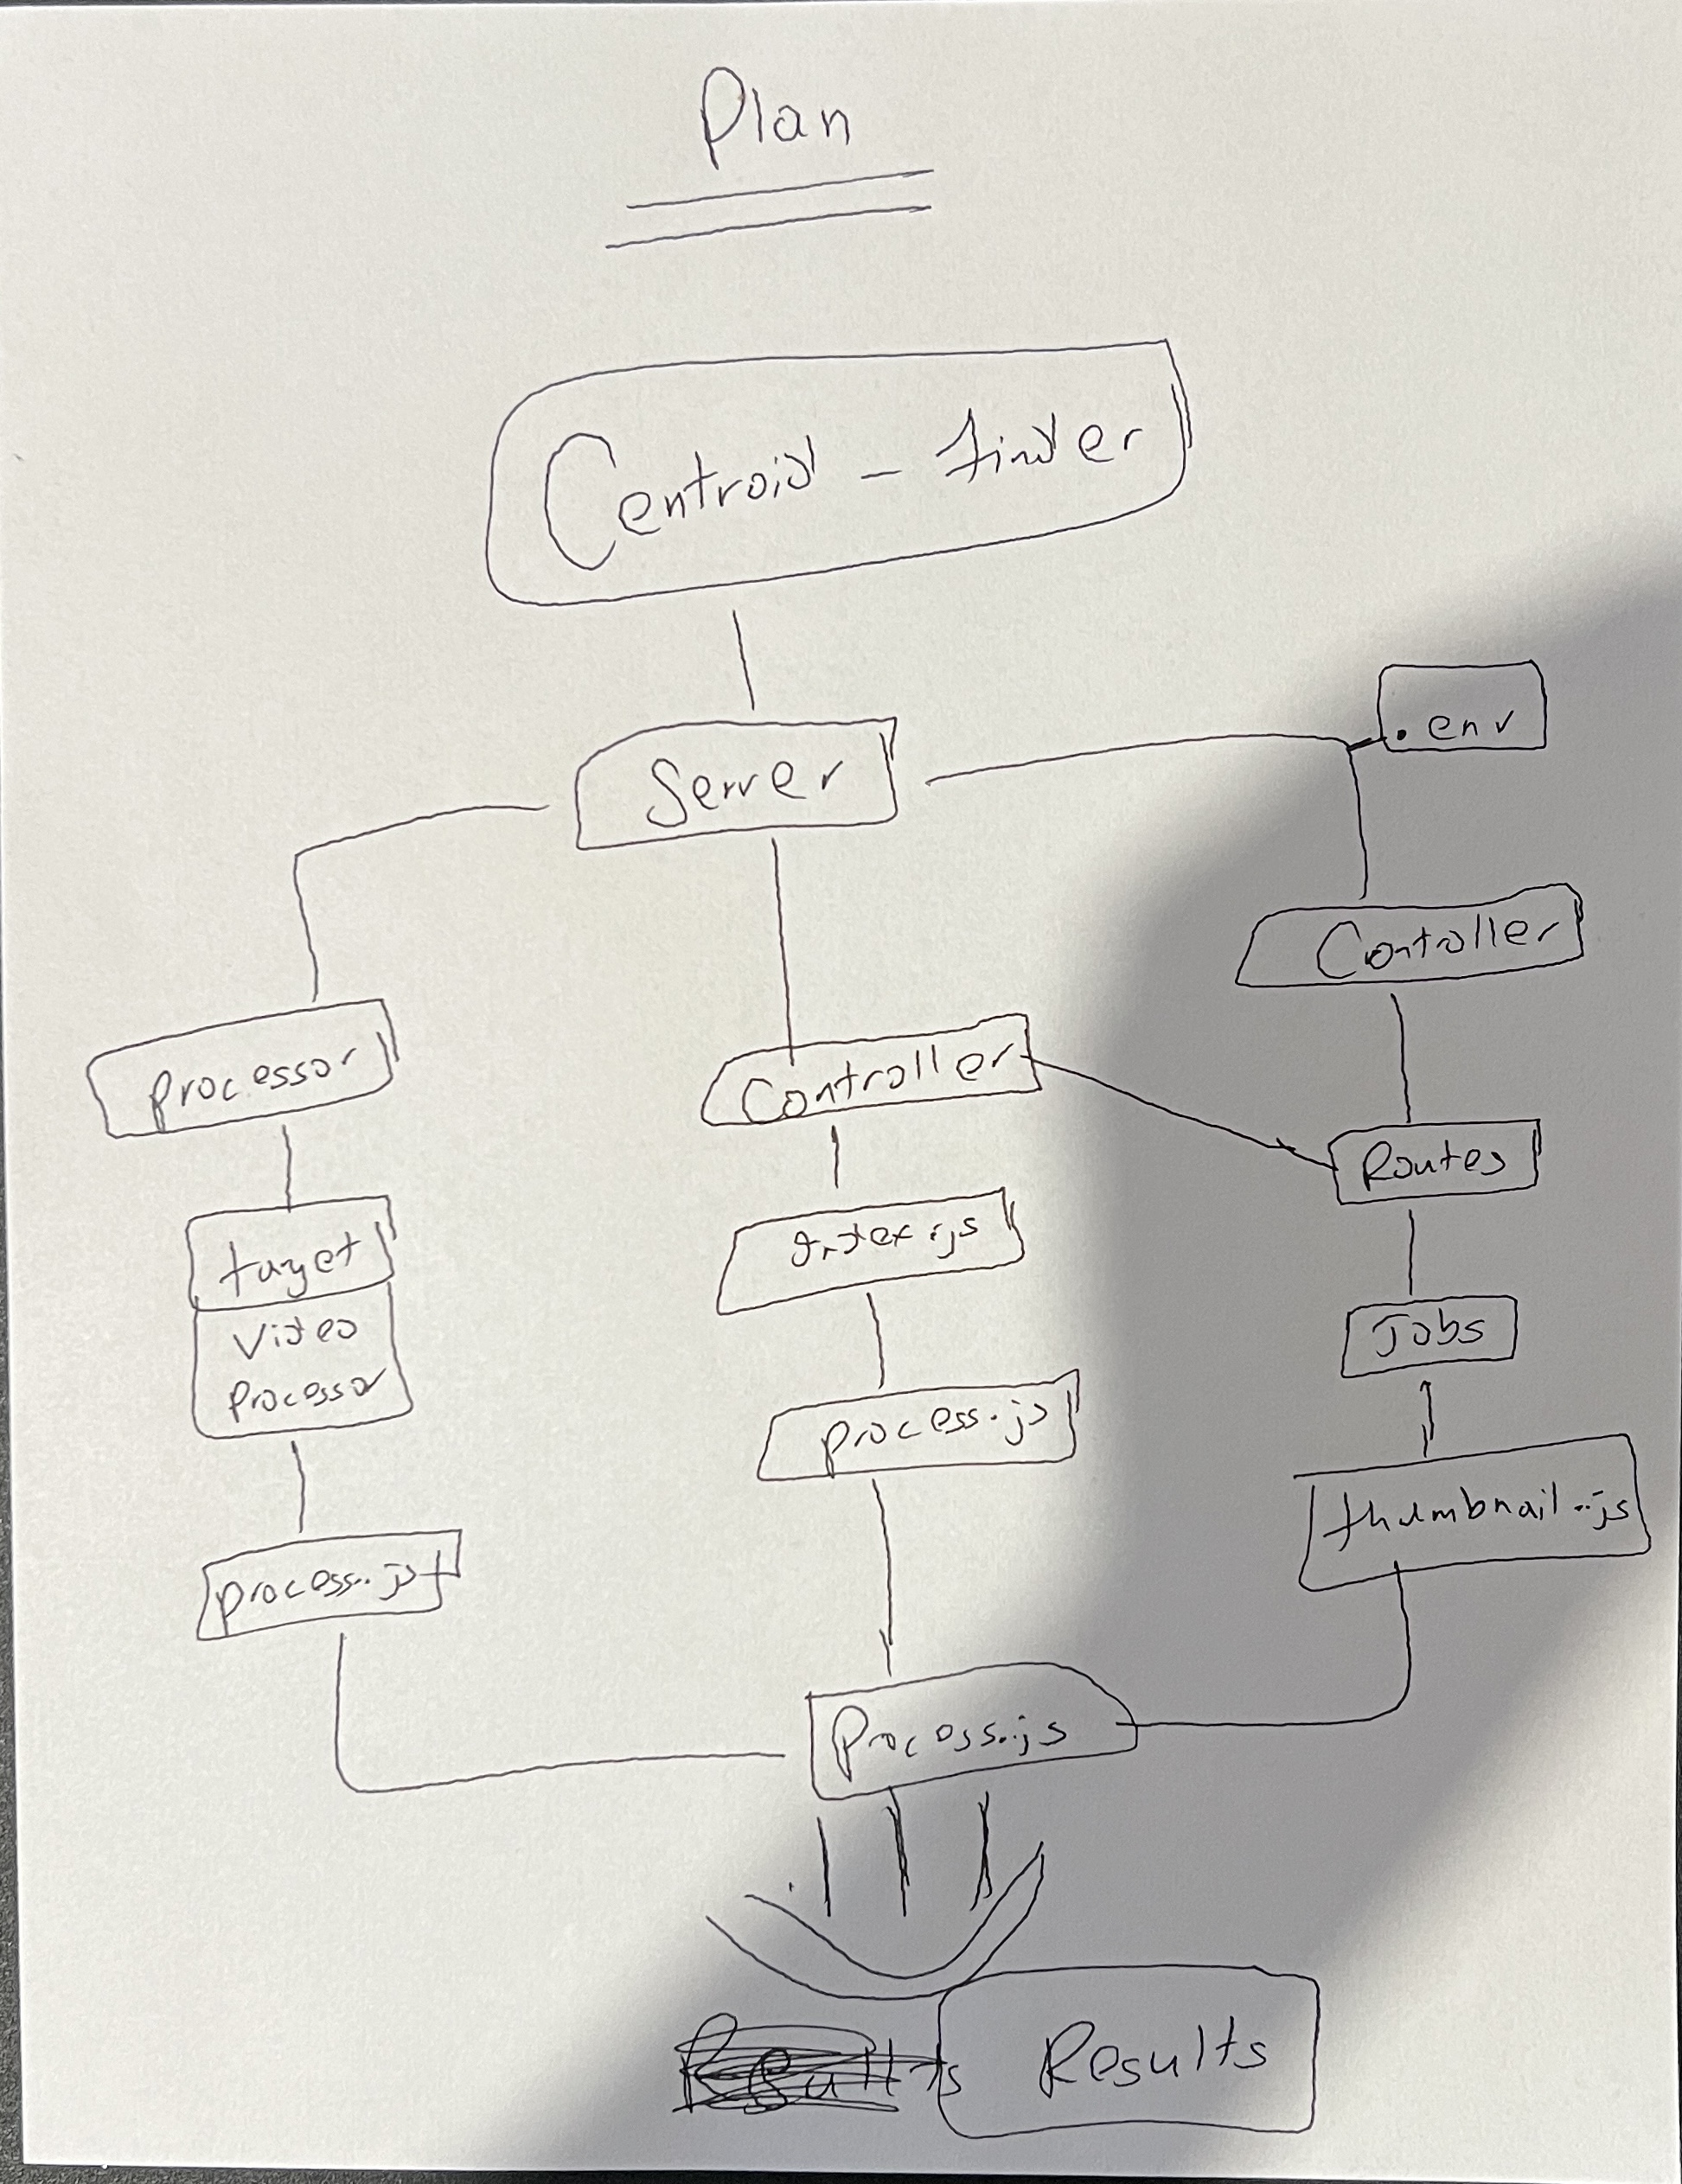 Plan
Centroid - finder
Server
.env
Controller
processor
Controller
Routes
target
Index.js
Video
Processor
Jobs
process.js
thumbnail.js
process.js
Process.js
Results
Results